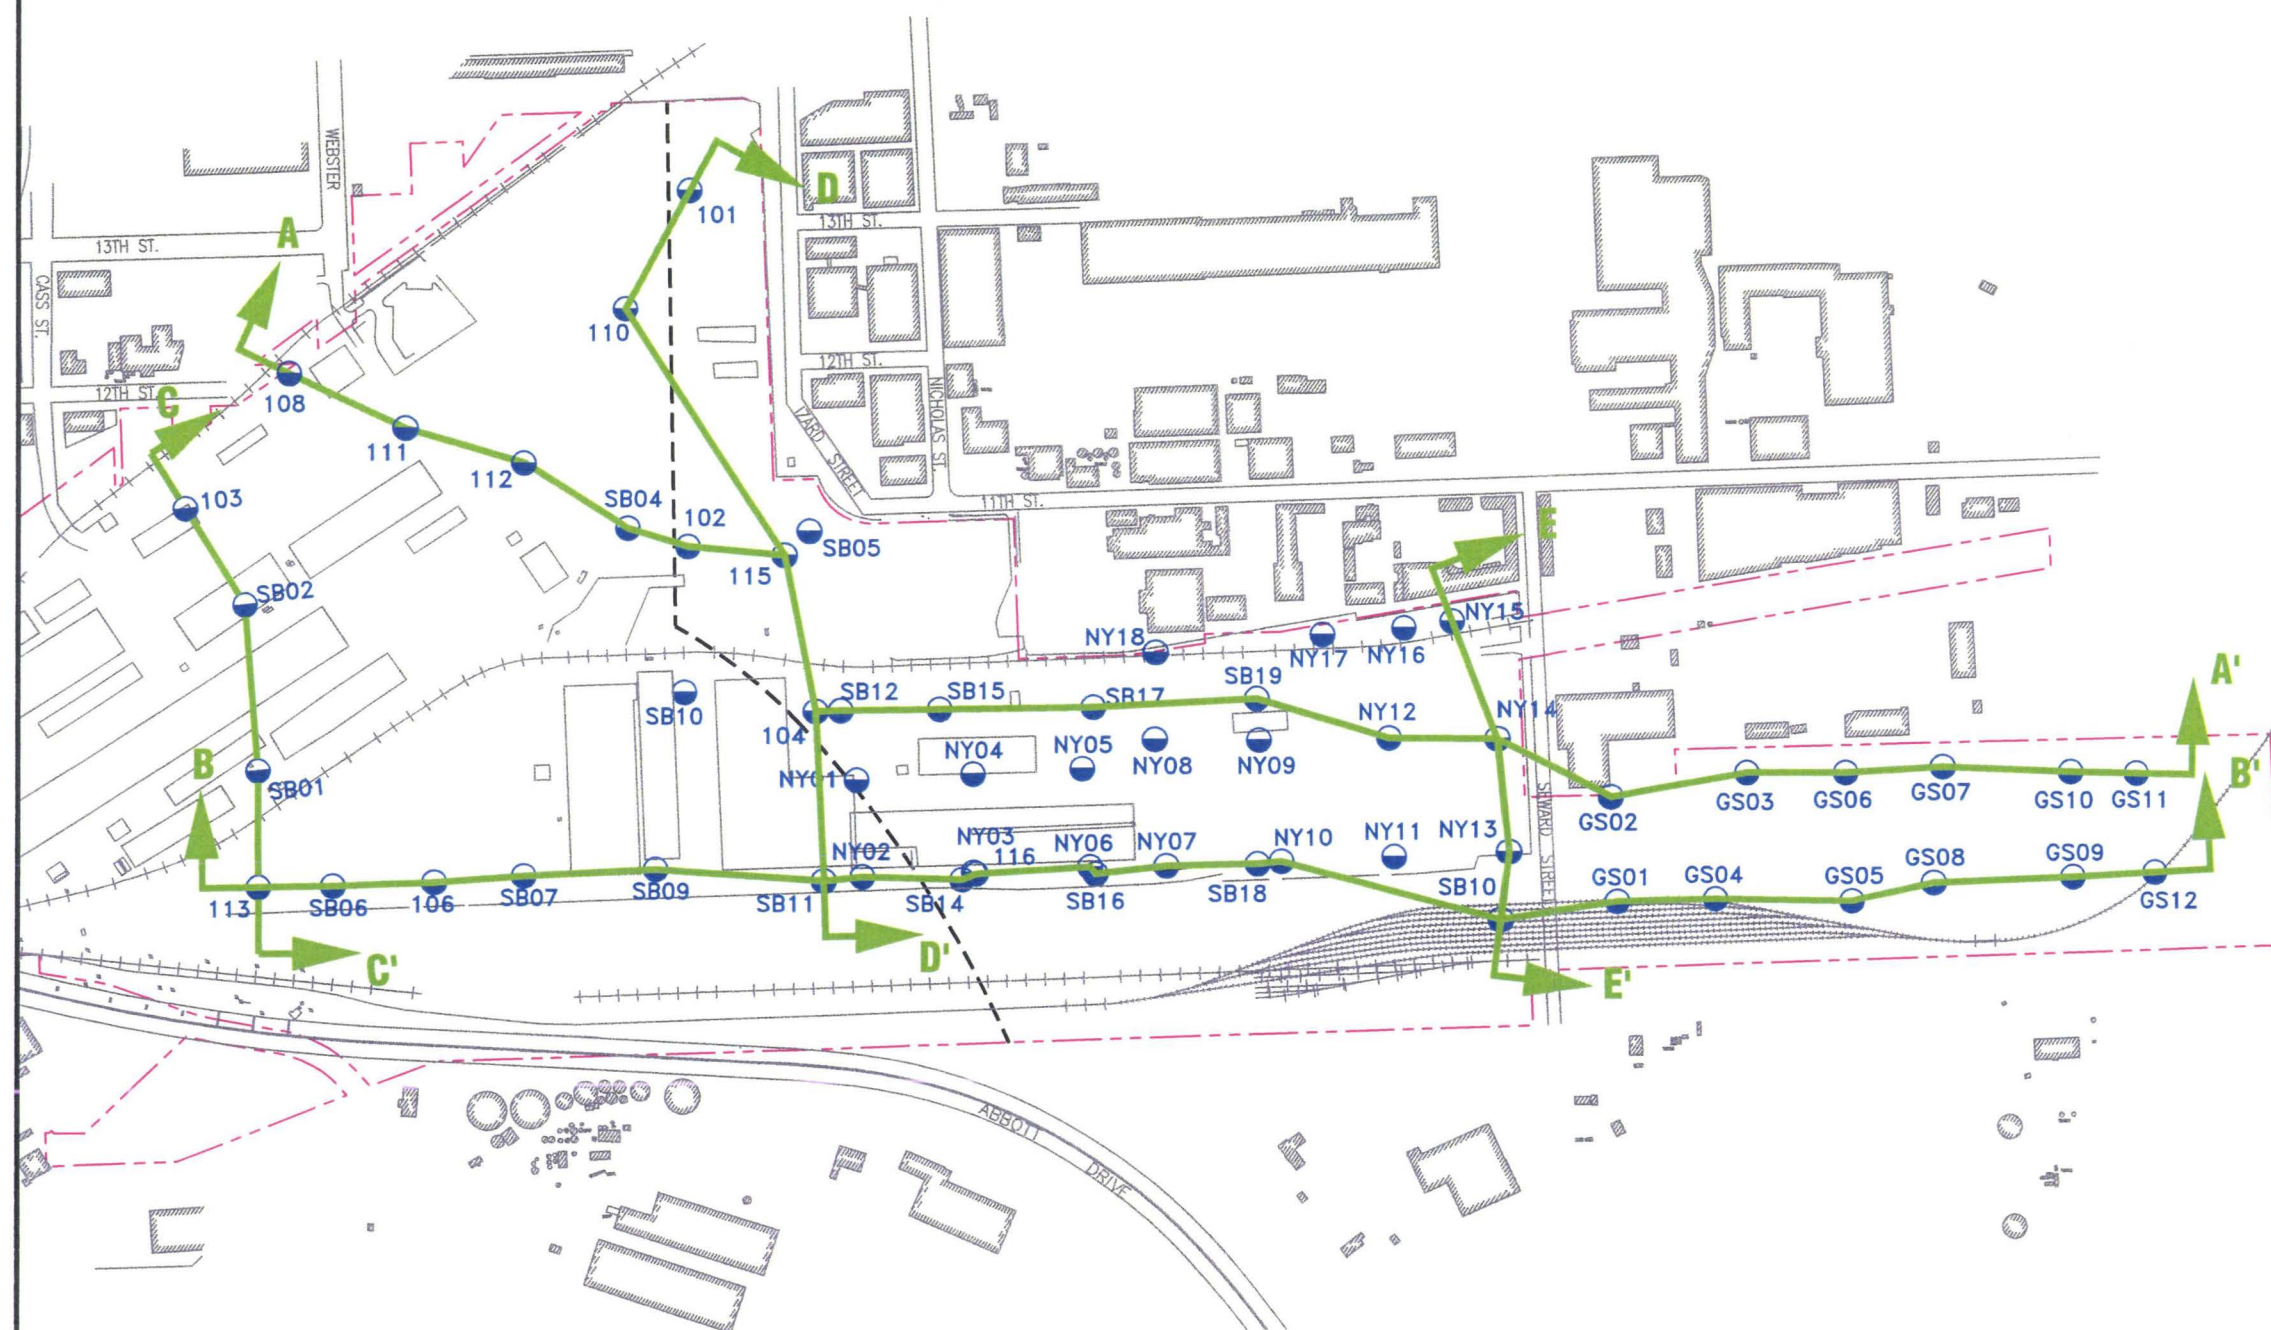 WEBSTER
D
101
13TH ST.
A
13TH ST.
CASS ST.
110
12TH ST.
12TH ST.
C
108
NICHOLAS ST.
IZARD STREET
111
112
103
SB04
102
11TH ST.
E
SB05
115
SB02
NY15
NY18
NY17
NY16
SB10
SB12
SB15
SB17
SB19
A'
104
NY12
NY14
B
NY04
NY05
NY08
NY09
NY01
SB01
GS03
GS06
GS07
GS10
GS11
B'
GS02
SEWARD STREET
NY03
116
NY02
NY06
NY07
NY10
NY11
NY13
113
SB06
106
SB07
SB09
SB11
SB14
SB16
SB18
SB10
GS01
GS04
GS05
GS08
GS09
GS12
C'
D'
E'
ABBOTT
DRIVE